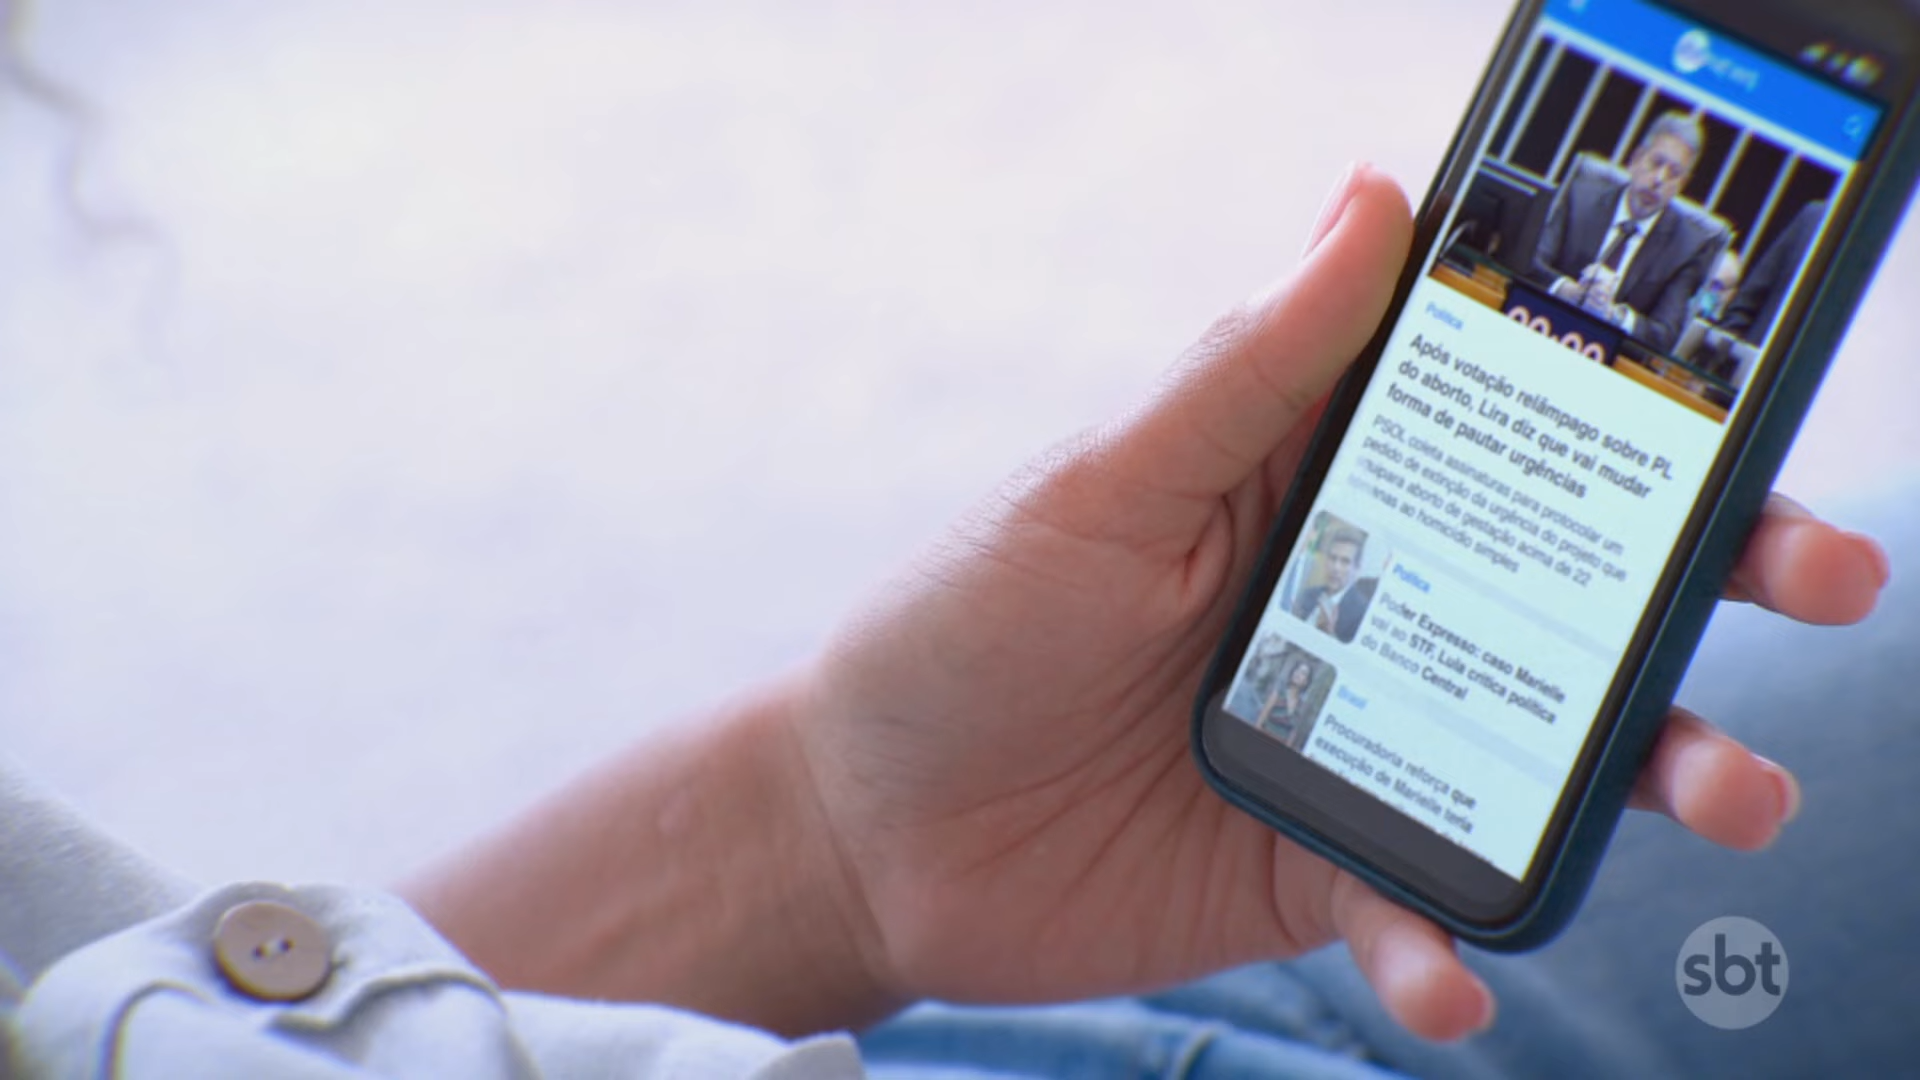 news
Política
00:00
Após votação relâmpago sobre PL
do aborto, Lira diz que vai mudar
forma de pautar urgências
PSOL coleta assinaturas para protocolar um
pedido de extinção da urgência do projeto que
equipara aborto de gestação acima de 22
semanas ao homicídio simples
Política
Poder Expresso: caso Marielle
vai ao STF, Lula critica política
do Banco Central
Brasil
Procuradoria reforça que
execução de Marielle teria
sbt